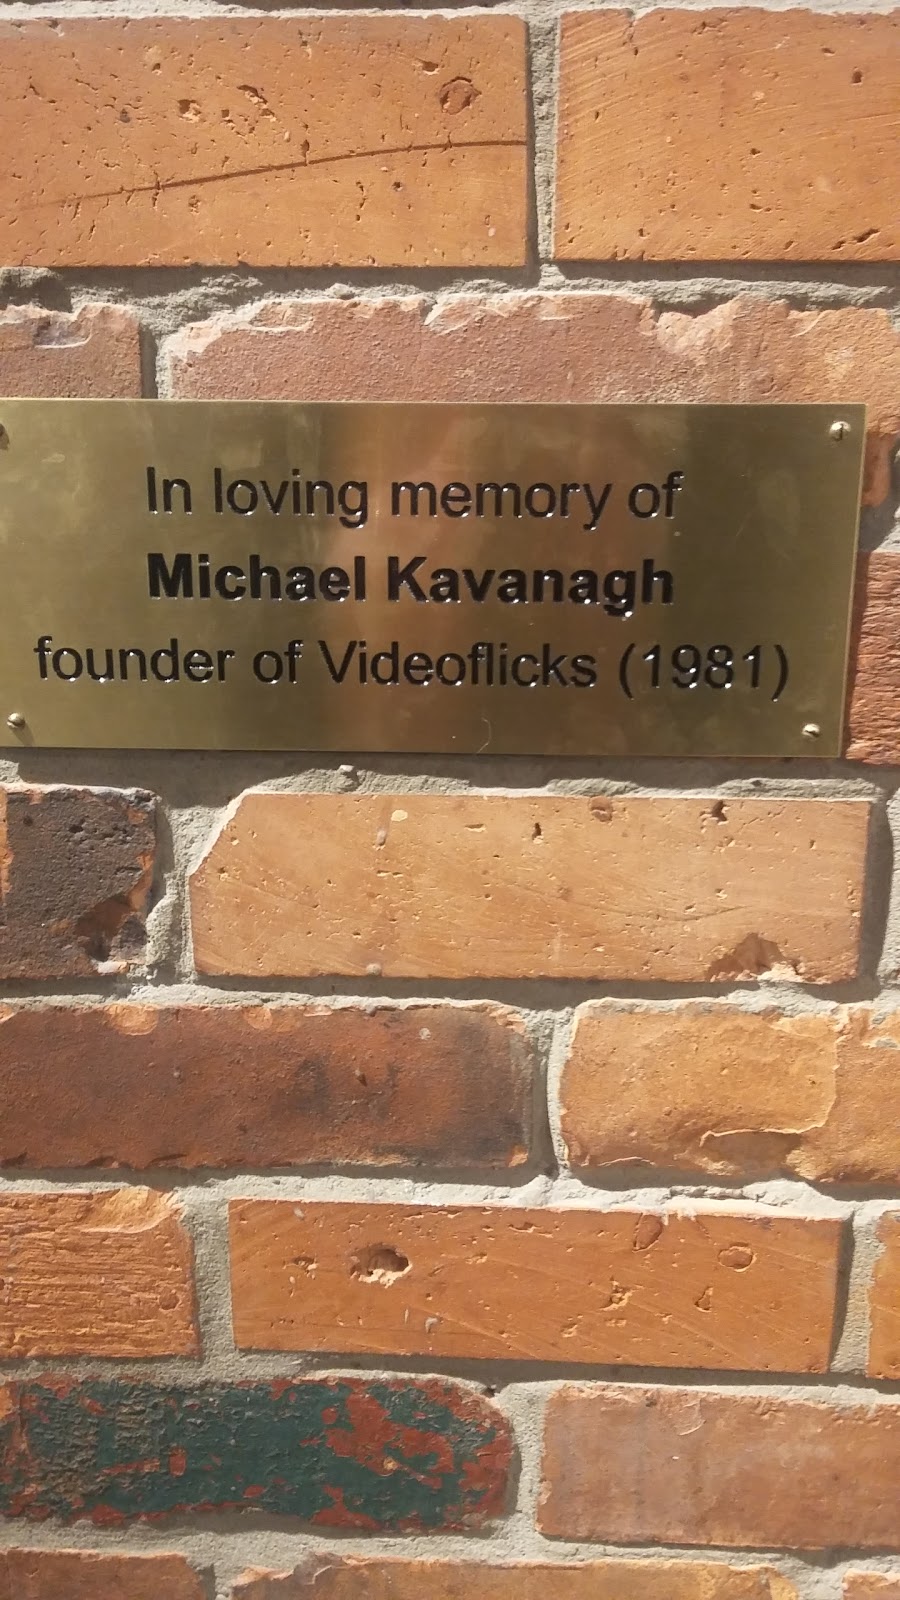 In loving memory of
Michael Kavanagh
founder of Videoflicks (1981)